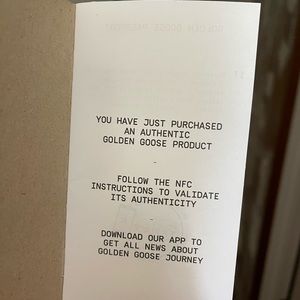 YOU HAVE JUST PURCHASED
AN AUTHENTIC
GOLDEN GOOSE PRODUCT
-
FOLLOW THE NFC
INSTRUCTIONS TO VALIDATE
ITS AUTHENTICITY
-
DOWNLOAD OUR APP TO
GET ALL NEWS ABOUT
GOLDEN GOOSE JOURNEY